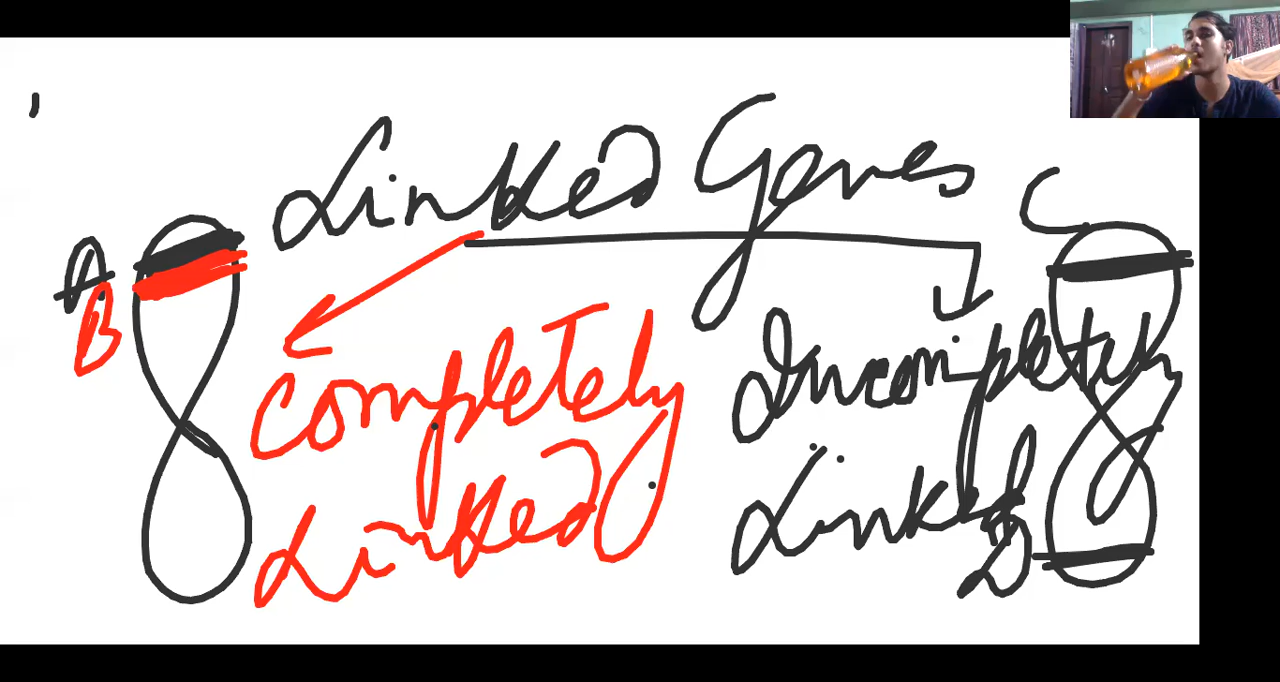 Linked Genes
C
A
B
Completely
Linked
Incompletely
Linked
D